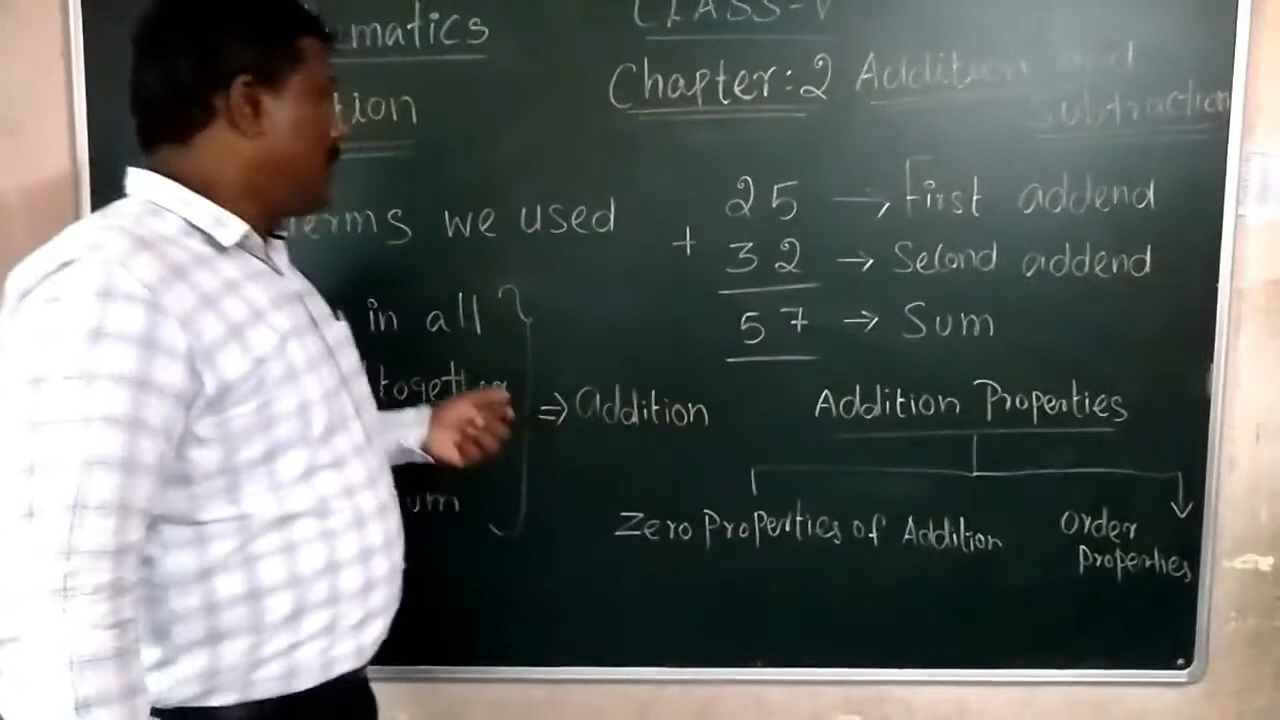 ematics
CLASS-V
Chapter:2 Addition and
Subtraction
tion
terms we used
in all
together
um
⇒ Addition
25 → First addend
+ 32 → Second addend
57 → Sum
Addition Properties
Zero Properties of Addition
Order
Properties